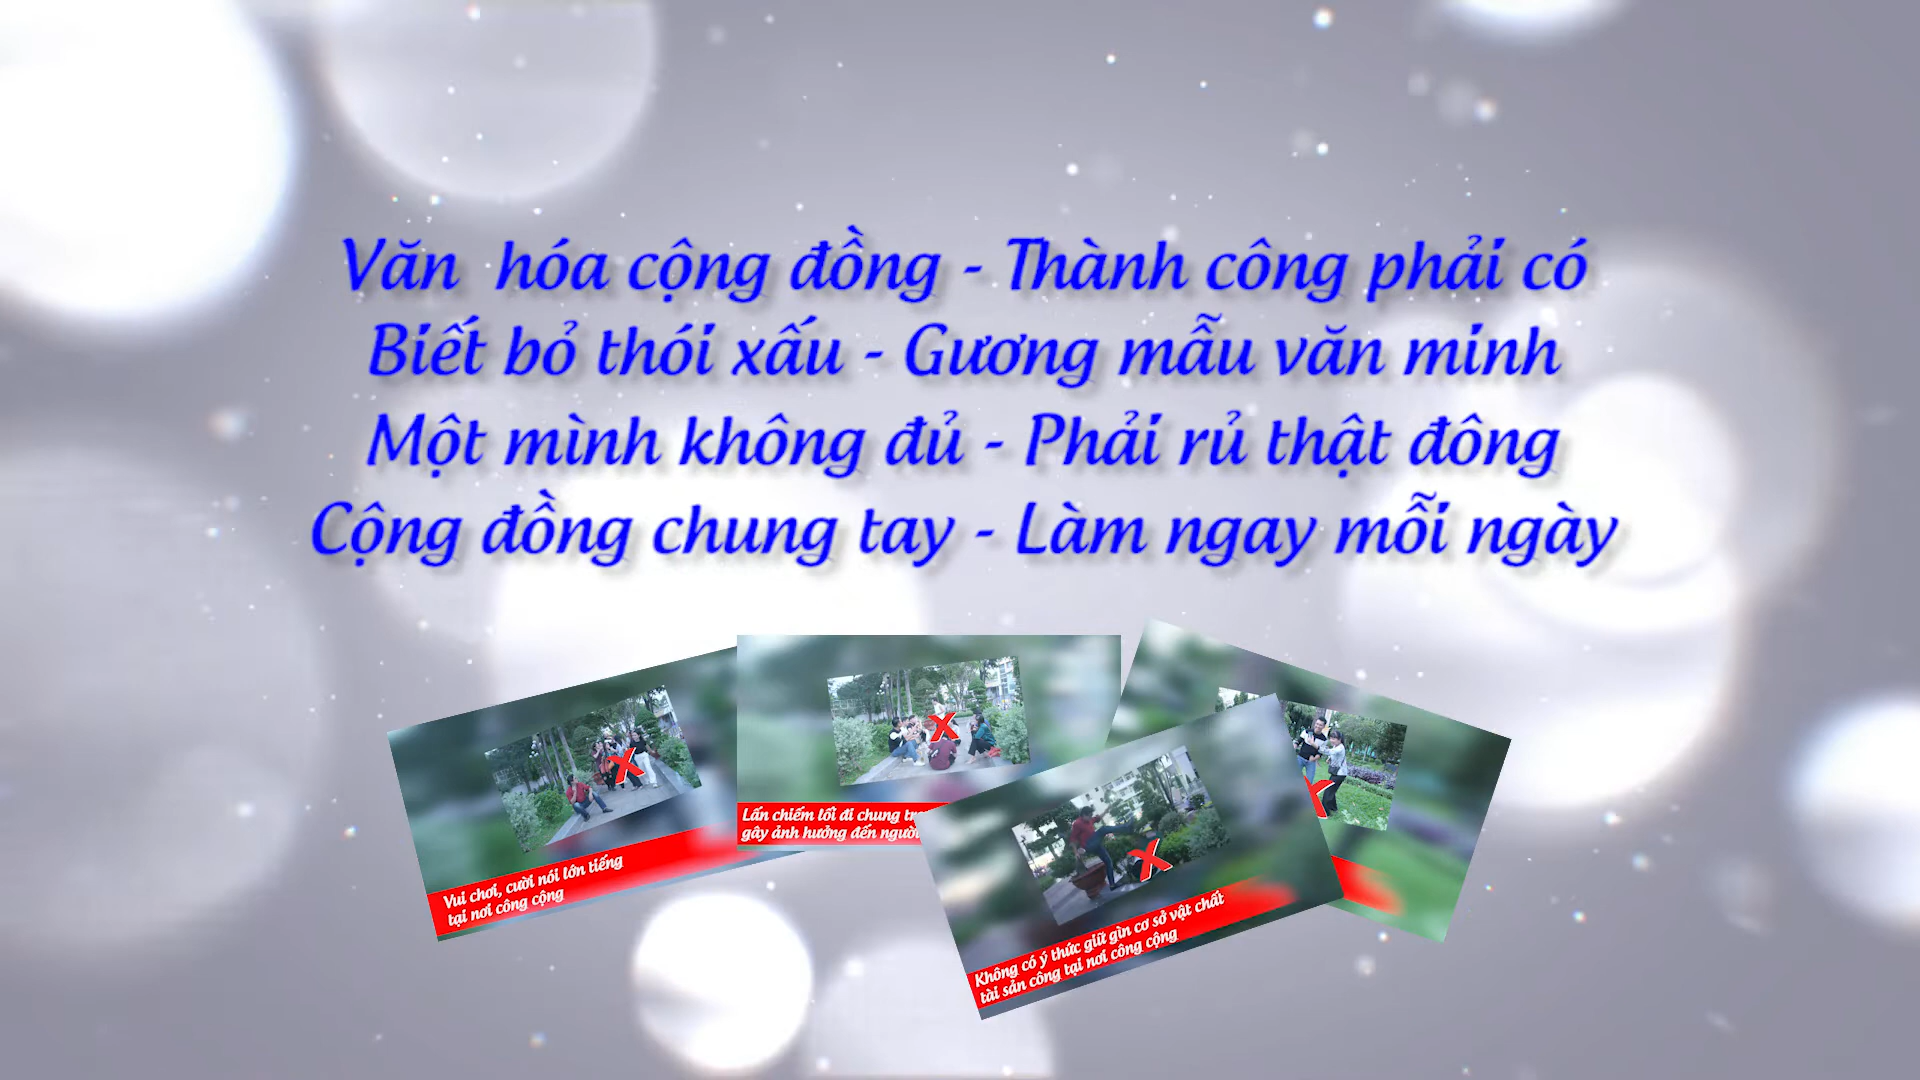 Văn hóa cộng đồng - Thành công phải có
Biết bỏ thói xấu - Gương mẫu văn minh
Một mình không đủ - Phải rủ thật đông
Cộng đồng chung tay - Làm ngay mỗi ngày
Vui chơi, cười nói lớn tiếng
tại nơi công cộng
Lấn chiếm lối đi chung
gây ảnh hưởng đến người
Không có ý thức giữ gìn cơ sở vật chất
tài sản công tại nơi công cộng